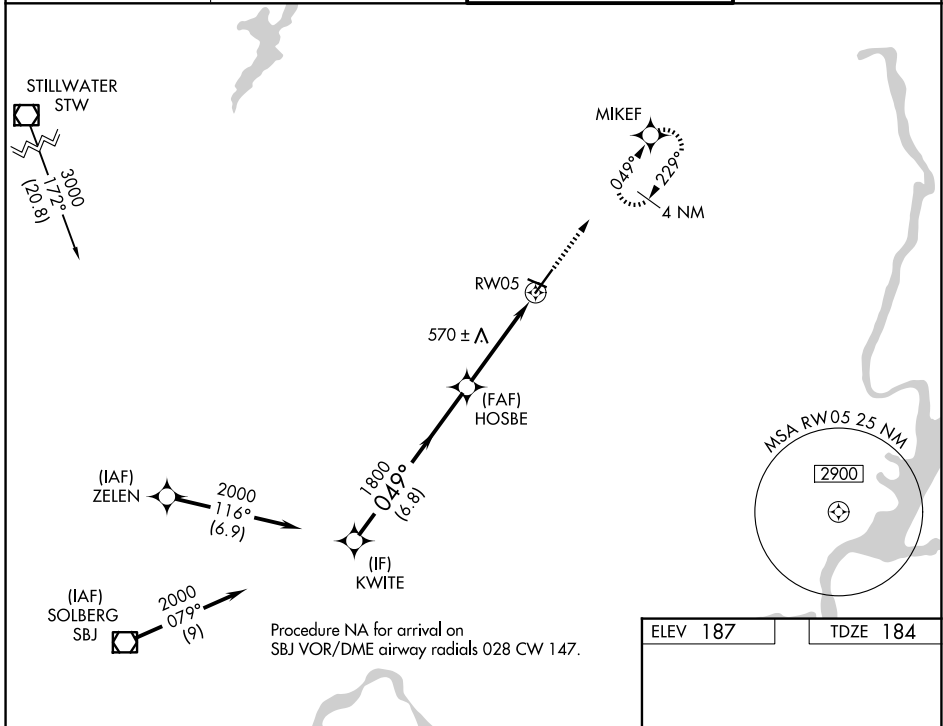 STILLWATER
STW
3000
172°
(20.8)
MIKEF
049°
229°
4 NM
RW05
570 ±
(FAF)
HOSBE
MSA RW05 25 NM
2900
1800
049°
(6.8)
(IAF)
ZELEN
2000
116°
(6.9)
(IF)
KWITE
(IAF)
SOLBERG
SBJ
2000
079°
(9)
Procedure NA for arrival on
SBJ VOR/DME airway radials 028 CW 147.
ELEV 187
TDZE 184